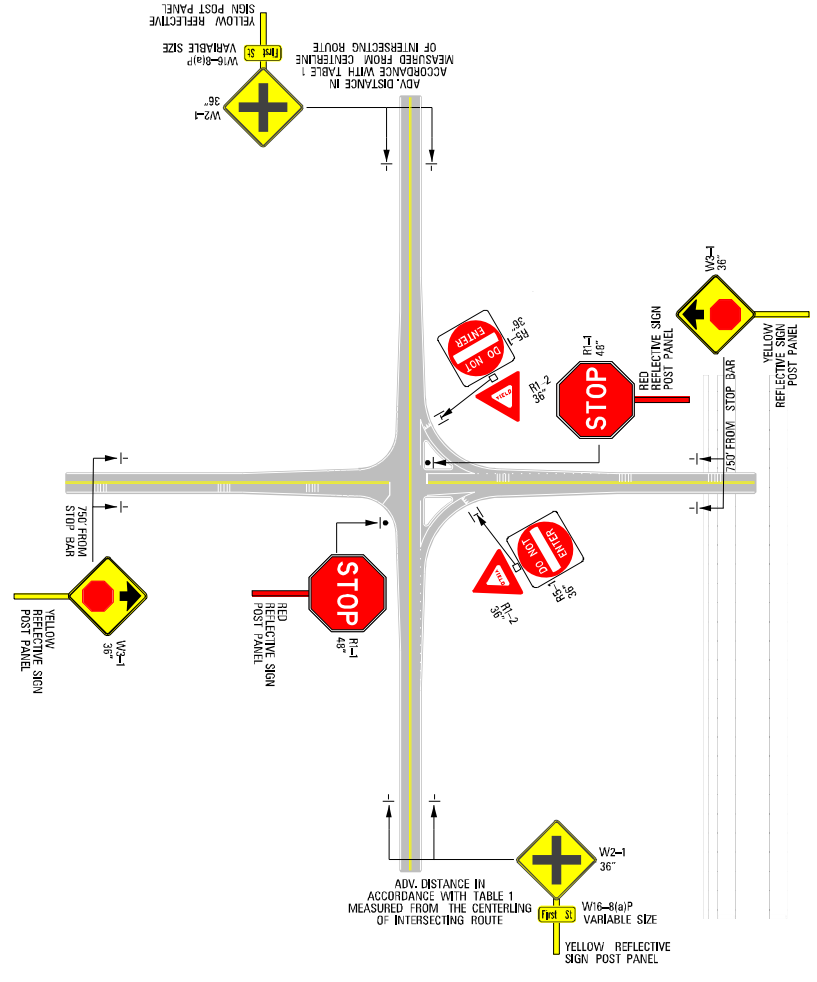 YELLOW REFLECTIVE
SIGN POST PANEL
W16-8(a)P
VARIABLE SIZE
First St
W2-1
36"
ADV. DISTANCE IN
ACCORDANCE WITH TABLE 1
MEASURED FROM CENTERLINE
OF INTERSECTING ROUTE
W3-1
36"
YELLOW
REFLECTIVE SIGN
POST PANEL
750' FROM STOP BAR
DO NOT
ENTER
R5-1
36"
YIELD
R1-2
36"
R1-1
48"
STOP
RED
REFLECTIVE SIGN
POST PANEL
750' FROM
STOP BAR
W3-1
36"
YELLOW
REFLECTIVE SIGN
POST PANEL
STOP
R1-1
48"
RED
REFLECTIVE SIGN
POST PANEL
DO NOT
ENTER
R5-1
36"
YIELD
R1-2
36"
W2-1
36"
First St
W16-8(a)P
VARIABLE SIZE
YELLOW REFLECTIVE
SIGN POST PANEL
ADV. DISTANCE IN
ACCORDANCE WITH TABLE 1
MEASURED FROM THE CENTERLING
OF INTERSECTING ROUTE